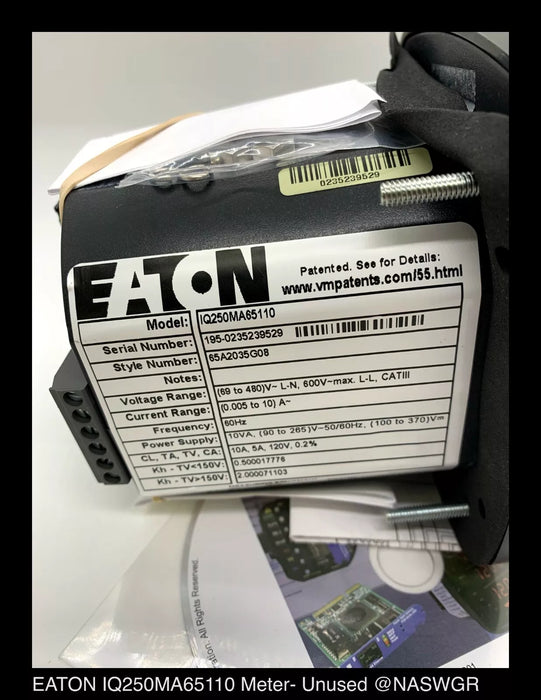 0235239529
EATON
Patented. See for Details:
www.vmpatents.com/55.html
Model: IQ250MA65110
Serial Number: 195-0235239529
Style Number: 65A2035G08
Notes:
Voltage Range: (69 to 480)V~ L-N, 600V~max. L-L, CATIII
Current Range: (0.005 to 10) A~
Frequency: 60Hz
Power Supply: 10VA, (90 to 265)V~50/60Hz, (100 to 370)V⎓
CL, TA, TV, CA: 10A, 5A, 120V, 0.2%
Kh - TV<150V: 0.500017776
Kh - TV>150V: 2.000071103
All Rights Reserved.
EATON IQ250MA65110 Meter- Unused @NASWGR